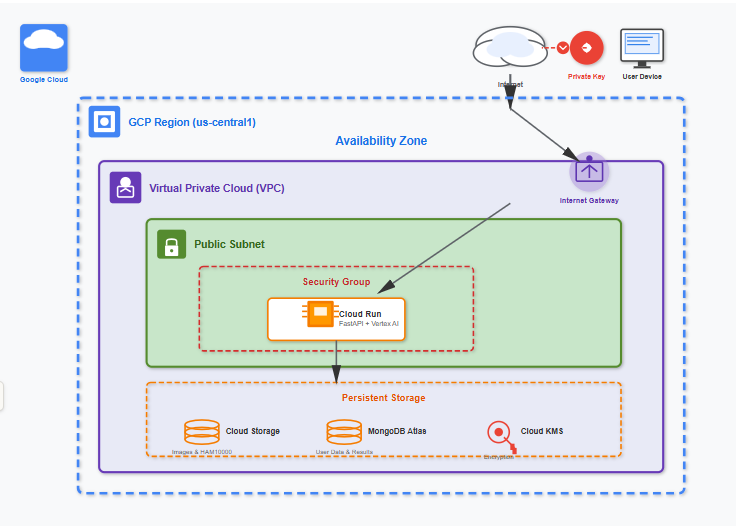 Google Cloud
Internet
Private Key
User Device
GCP Region (us-central1)
Availability Zone
Virtual Private Cloud (VPC)
Internet Gateway
Public Subnet
Security Group
Cloud Run
FastAPI + Vertex AI
Persistent Storage
Cloud Storage
Images & HAM10000
MongoDB Atlas
User Data & Results
Cloud KMS
Encryption